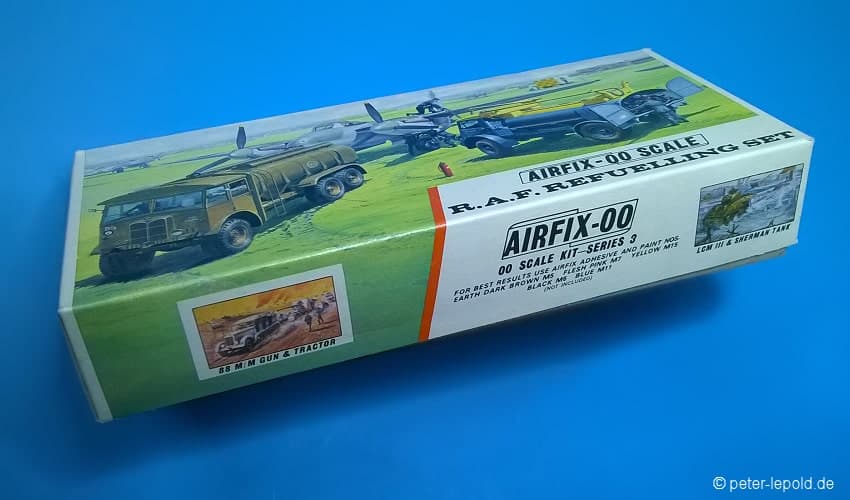 AIRFIX-00 SCALE
R.A.F. REFUELLING SET
AIRFIX-00
00 SCALE KIT—SERIES 3
FOR BEST RESULTS USE AIRFIX ADHESIVE AND PAINT NOS.
EARTH DARK BROWN M5 FLESH PINK M7 YELLOW M15
BLACK M6 BLUE M11
(NOT INCLUDED)
LCM III & SHERMAN TANK
88 M/M GUN & TRACTOR
© peter-lepold.de